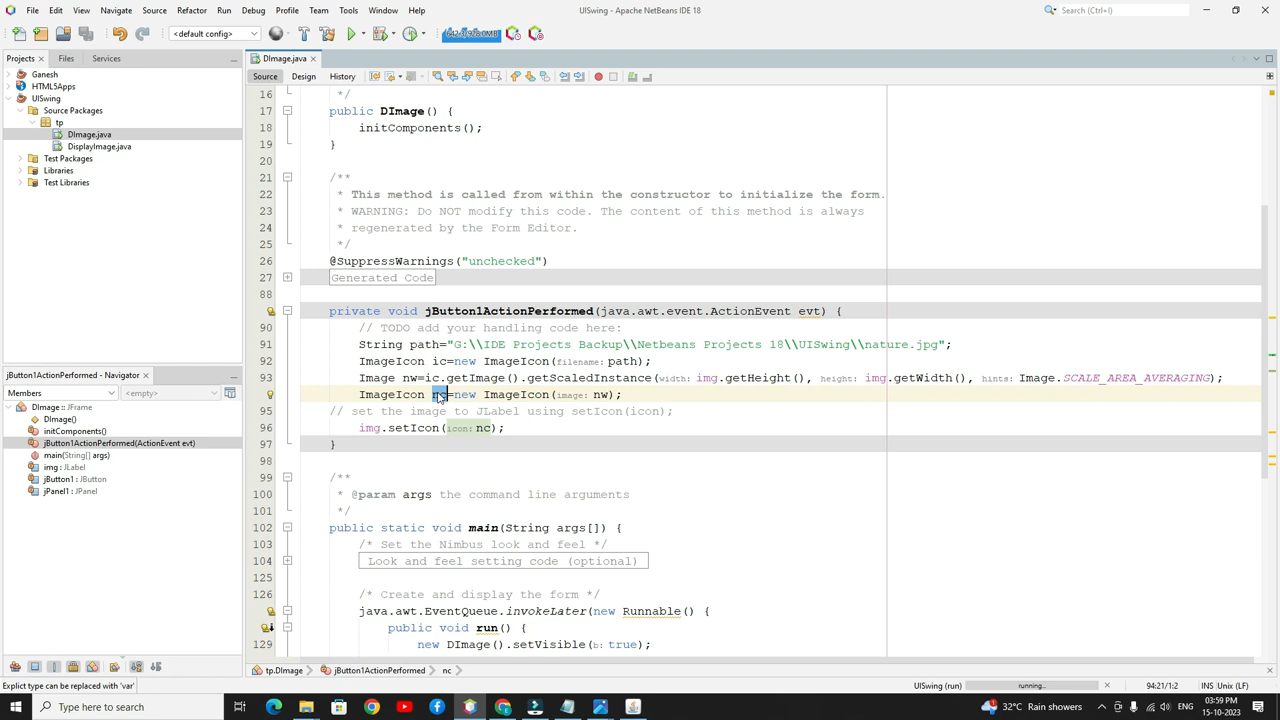 File Edit View Navigate Source Refactor Run Debug Profile Team Tools Window Help
UISwing - Apache NetBeans IDE 18
Search (Ctrl+I)
<default config>
Projects Files Services
Ganesh
HTML5Apps
UISwing
Source Packages
tp
DImage.java
DisplayImage.java
Test Packages
Libraries
Test Libraries
jButton1ActionPerformed(...) - Navigator
Members
<empty>
DImage :: JFrame
DImage()
initComponents()
jButton1ActionPerformed(ActionEvent evt)
main(String[] args)
img : JLabel
jButton1 : JButton
jPanel1 : JPanel
DImage.java
Source Design History
16 */
17 public DImage() {
18 initComponents();
19 }
20
21 /**
22 * This method is called from within the constructor to initialize the form.
23 * WARNING: Do NOT modify this code. The content of this method is always
24 * regenerated by the Form Editor.
25 */
26 @SuppressWarnings("unchecked")
27 Generated Code
88
private void jButton1ActionPerformed(java.awt.event.ActionEvent evt) {
90 // TODO add your handling code here:
91 String path="G:\\IDE Projects Backup\\Netbeans Projects 18\\UISwing\\nature.jpg";
92 ImageIcon ic=new ImageIcon(filename: path);
93 Image nw=ic.getImage().getScaledInstance(width: img.getHeight(), height: img.getWidth(), hints: Image.SCALE_AREA_AVERAGING);
ImageIcon nc=new ImageIcon(image: nw);
95 // set the image to JLabel using setIcon(icon);
96 img.setIcon(icon: nc);
97 }
98
99 /**
100 * @param args the command line arguments
101 */
102 public static void main(String args[]) {
103 /* Set the Nimbus look and feel */
104 Look and feel setting code (optional)
125
126 /* Create and display the form */
java.awt.EventQueue.invokeLater(new Runnable() {
public void run() {
129 new DImage().setVisible(b: true);
tp.DImage jButton1ActionPerformed nc
Explict type can be replaced with 'var'
UISwing (run) running... 94:21/1:2 INS Unix (LF)
Type here to search
32°C Rain showers
ENG
03:59 PM
15-10-2023